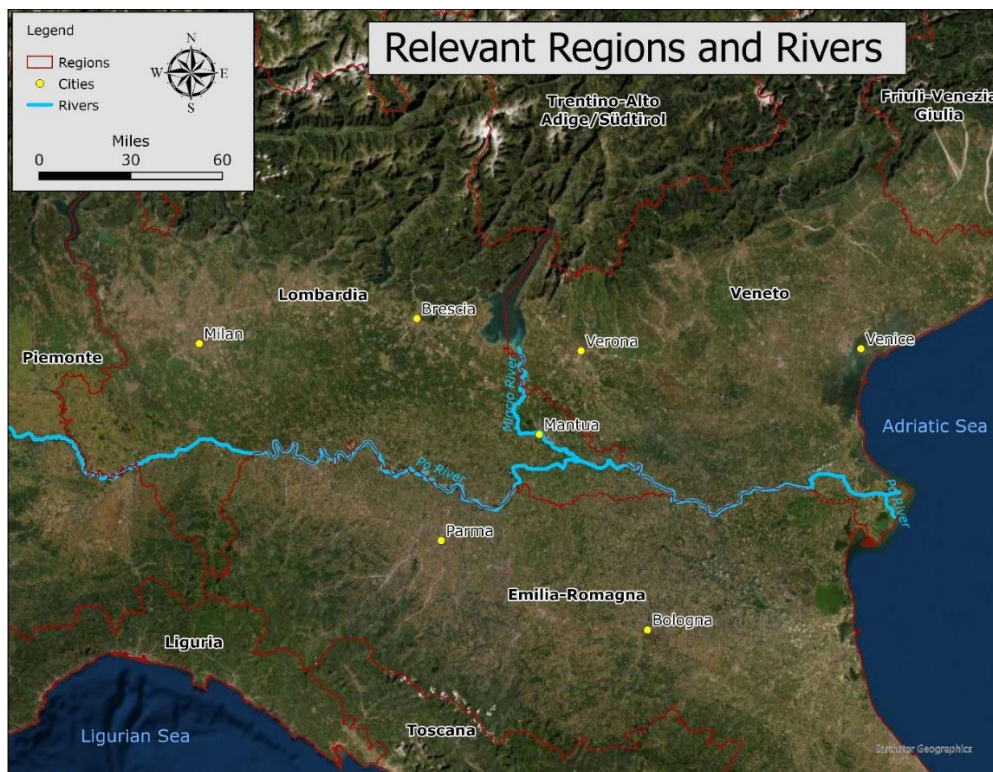 Relevant Regions and Rivers
Legend
Regions
Cities
Rivers
N
W E
S
Miles
0 30 60
Trentino-Alto
Adige/Südtirol
Friuli-Venezia
Giulia
Lombardia
Veneto
Brescia
Milan
Verona
Venice
Piemonte
Mincio River
Mantua
Adriatic Sea
Po River
Po River
Parma
Emilia-Romagna
Bologna
Liguria
Toscana
Ligurian Sea
Earthstar Geographics